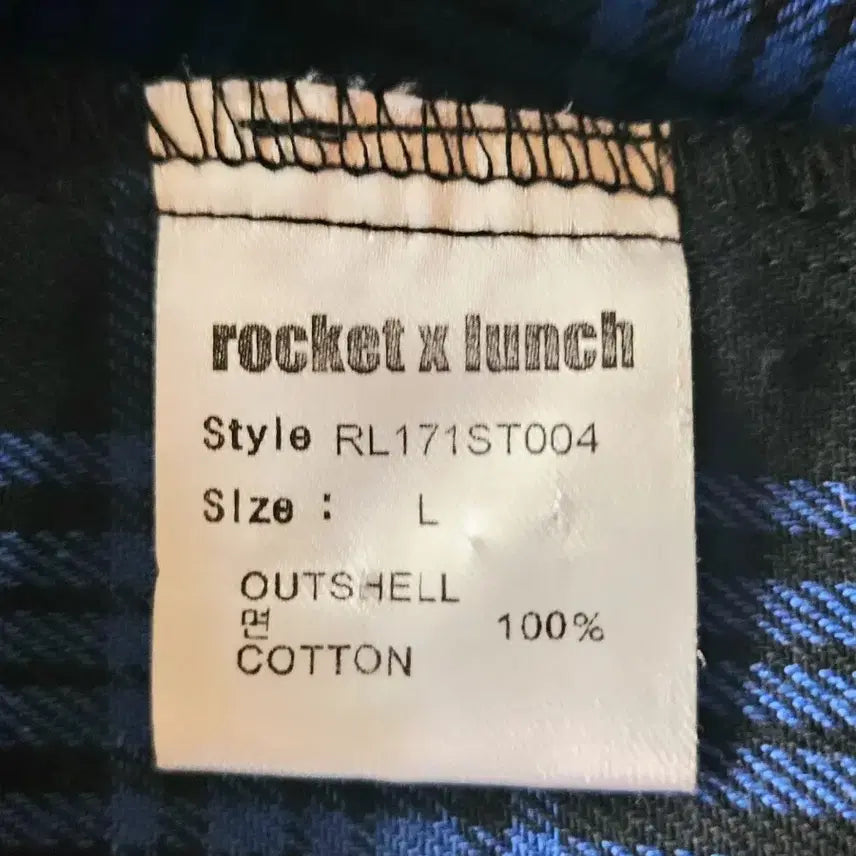 rocket x lunch
Style RL171ST004
Size : L
OUTSHELL
면 100%
COTTON